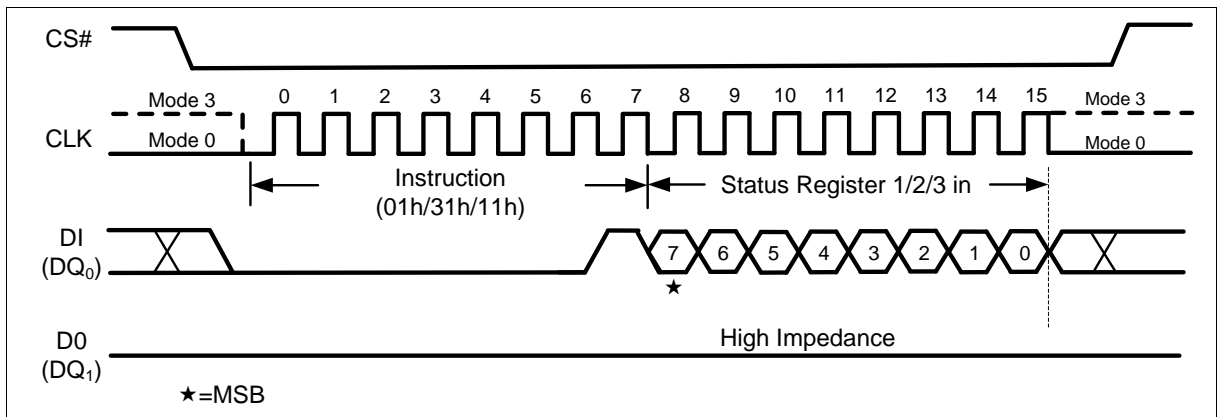 CS#
Mode 3 0 1 2 3 4 5 6 7 8 9 10 11 12 13 14 15 Mode 3
CLK Mode 0 Mode 0
Instruction Status Register 1/2/3 in
(01h/31h/11h)
DI
(DQ0) 7 6 5 4 3 2 1 0
★
D0 High Impedance
(DQ1)
★=MSB